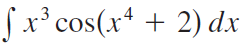 ∫ x³ cos(x⁴ + 2) dx